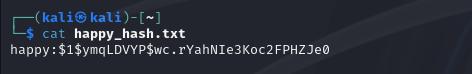 ┌──(kali㉿kali)-[~]
└─$ cat happy_hash.txt
happy:$1$ymqLDVYP$wc.rYahNIe3Koc2FPHZJe0